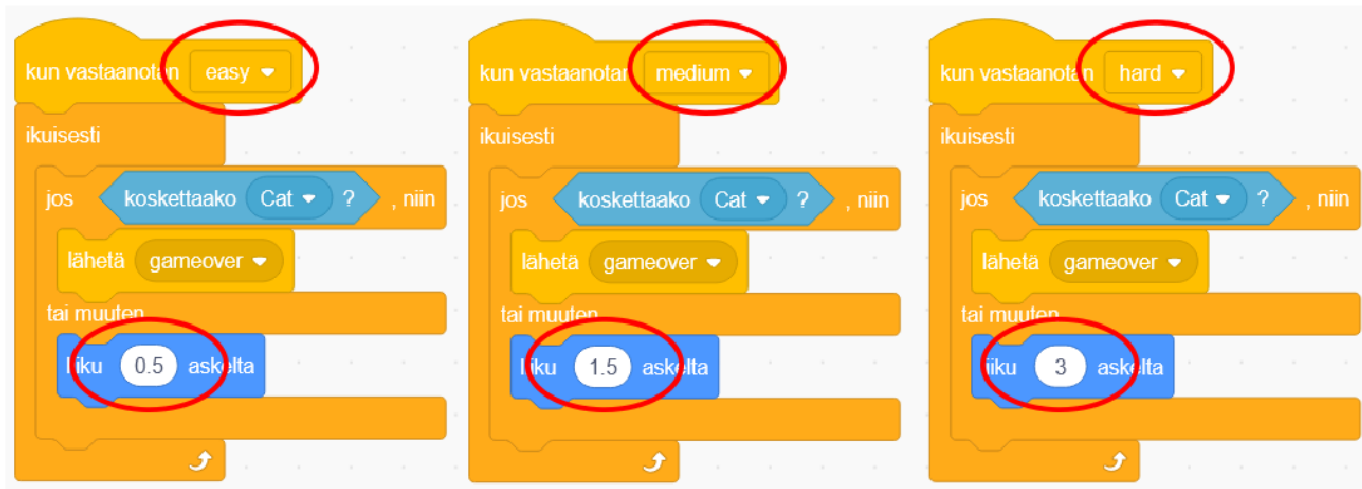 kun vastaanotan easy
ikuisesti
jos koskettaako Cat ? , niin
lähetä gameover
tai muuten
liku 0.5 askelta
kun vastaanotan medium
ikuisesti
jos koskettaako Cat ? , niin
lähetä gameover
tai muuten
liku 1.5 askelta
kun vastaanotan hard
ikuisesti
jos koskettaako Cat ? , niin
lähetä gameover
tai muuten
liiku 3 askelta